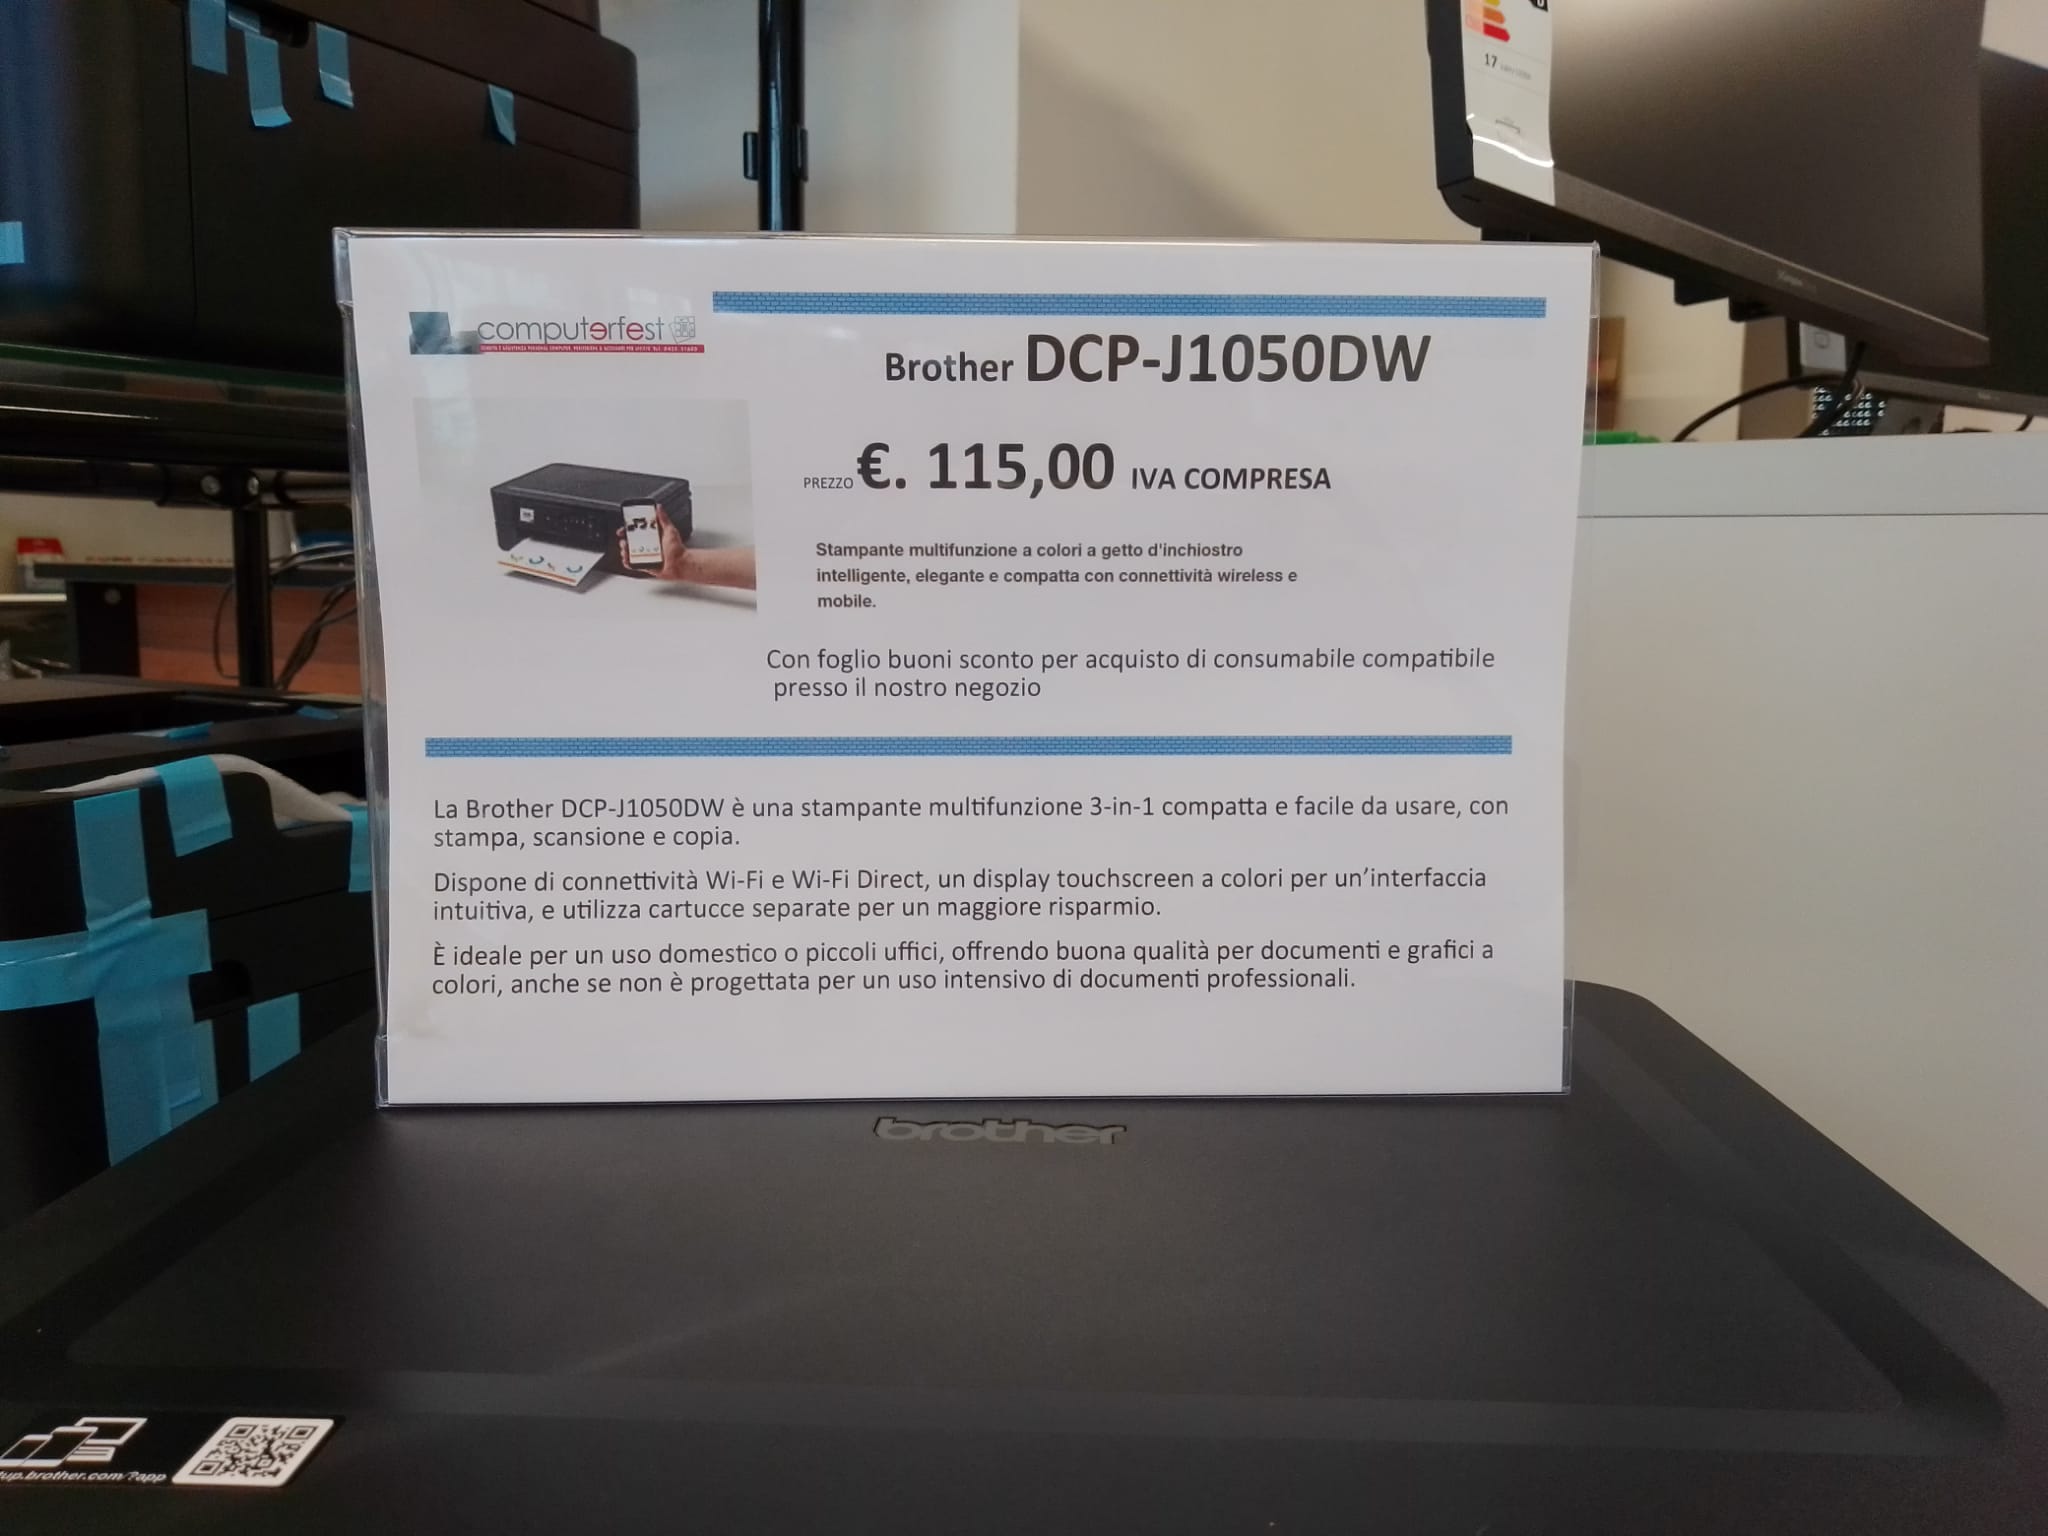 17
computerfest
Brother DCP-J1050DW
PREZZO €. 115,00 IVA COMPRESA
Stampante multifunzione a colori a getto d'inchiostro
intelligente, elegante e compatta con connettività wireless e
mobile.
Con foglio buoni sconto per acquisto di consumabile compatibile
presso il nostro negozio
La Brother DCP-J1050DW è una stampante multifunzione 3-in-1 compatta e facile da usare, con
stampa, scansione e copia.
Dispone di connettività Wi-Fi e Wi-Fi Direct, un display touchscreen a colori per un’interfaccia
intuitiva, e utilizza cartucce separate per un maggiore risparmio.
È ideale per un uso domestico o piccoli uffici, offrendo buona qualità per documenti e grafici a
colori, anche se non è progettata per un uso intensivo di documenti professionali.
brother
up.brother.com/?app